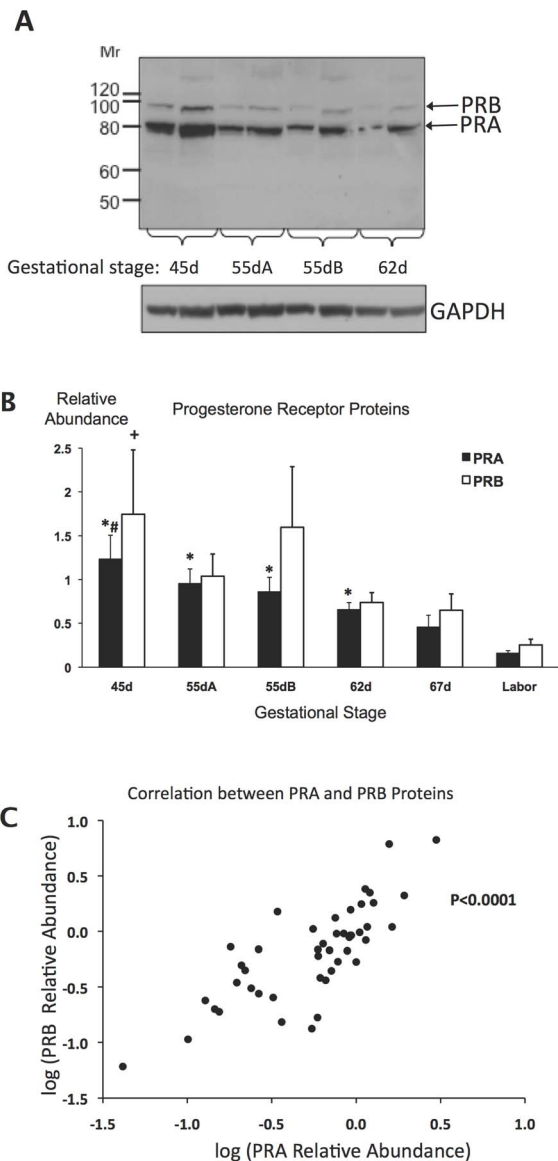 A
Mr
120
100
80
60
50
PRB
PRA
Gestational stage: 45d 55dA 55dB 62d
GAPDH
B
Relative
Abundance
Progesterone Receptor Proteins
2.5
2
1.5
1
0.5
0
+
*#
*
*
*
PRA
PRB
45d 55dA 55dB 62d 67d Labor
Gestational Stage
Correlation between PRA and PRB Proteins
C
log (PRB Relative Abundance)
1.0
0.5
0.0
-0.5
-1.0
-1.5
P<0.0001
-1.5 -1.0 -0.5 0.0 0.5 1.0
log (PRA Relative Abundance)